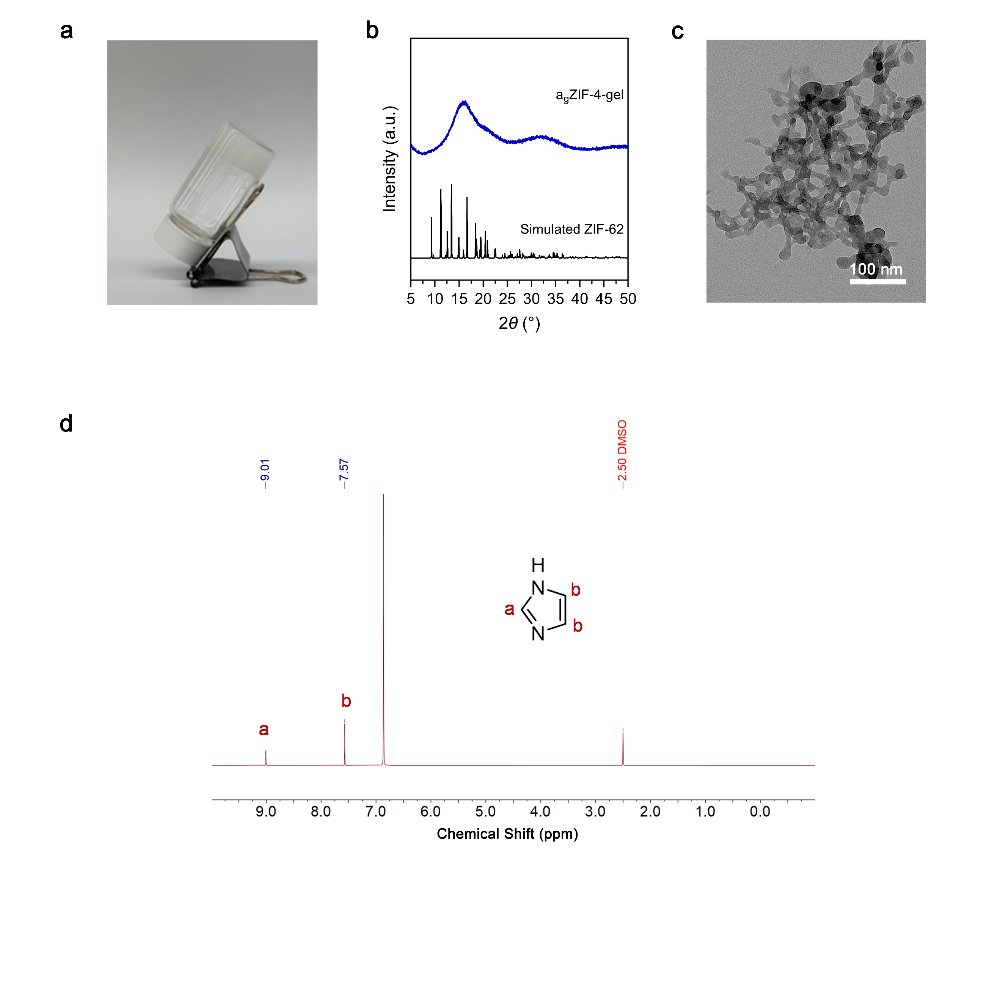 a
b
c
Intensity (a.u.)
agZIF-4-gel
Simulated ZIF-62
5 10 15 20 25 30 35 40 45 50
2θ (°)
100 nm
d
–9.01
–7.57
–2.50 DMSO
H
N
b
a
b
N
b
a
9.0 8.0 7.0 6.0 5.0 4.0 3.0 2.0 1.0 0.0
Chemical Shift (ppm)